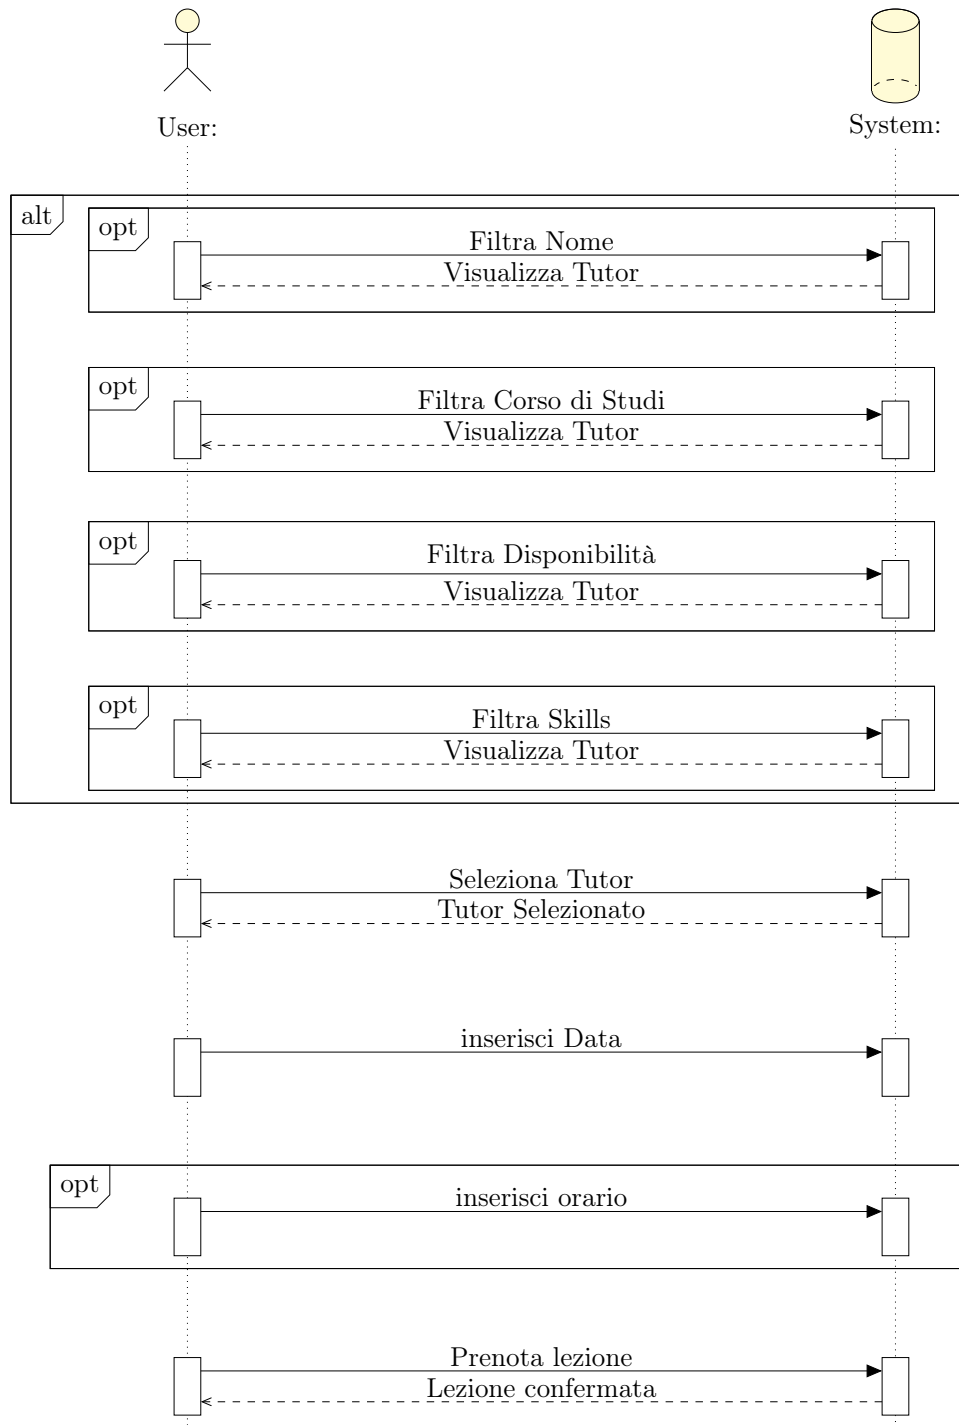 User:
System:
alt
opt
Filtra Nome
Visualizza Tutor
opt
Filtra Corso di Studi
Visualizza Tutor
opt
Filtra Disponibilità
Visualizza Tutor
opt
Filtra Skills
Visualizza Tutor
Seleziona Tutor
Tutor Selezionato
inserisci Data
opt
inserisci orario
Prenota lezione
Lezione confermata